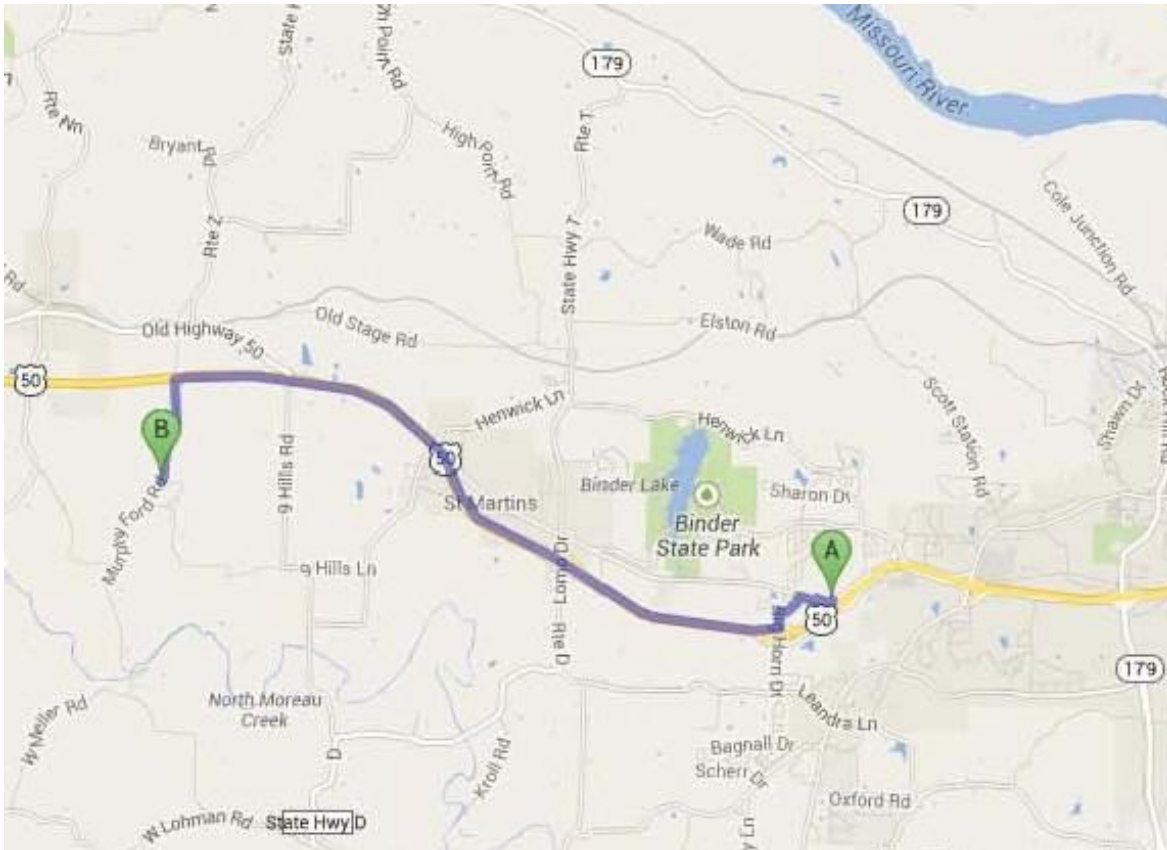 Missouri River
179
Rte Nn
Bryant Rd
Rte T
High Point Rd
179
Cole Junction Rd
Rte Z
State Hwy T
Wade Rd
Old Highway 50
Old Stage Rd
Elston Rd
50
Scott Station Rd
Shawn Dr
Henwick Ln
Henwick Ln
B
9 Hills Rd
50
Binder Lake
Sharon Dr
St Martins
Binder
State Park
Murphy Ford Rd
A
9 Hills Ln
Lomo Dr
50
Rte D
Horn Dr
179
North Moreau
Creek
Leandra Ln
W Neller Rd
Kroll Rd
Bagnall Dr
D
Scherr Dr
Oxford Rd
W Lohman Rd
State Hwy D
y Ln